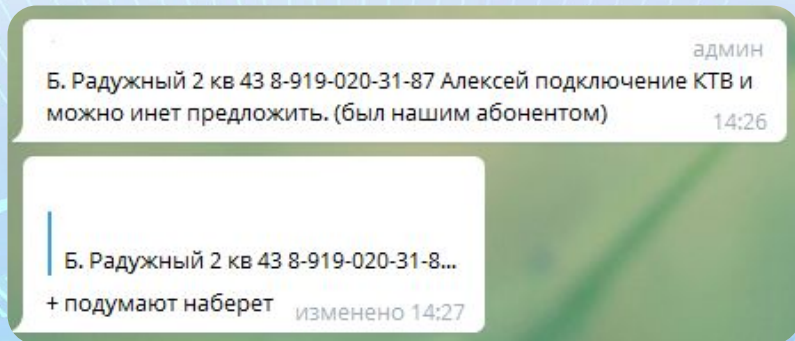 админ
Б. Радужный 2 кв 43 8-919-020-31-87 Алексей подключение КТВ и
можно инет предложить. (был нашим абонентом)
14:26
Б. Радужный 2 кв 43 8-919-020-31-8...
+ подумают наберет
изменено 14:27